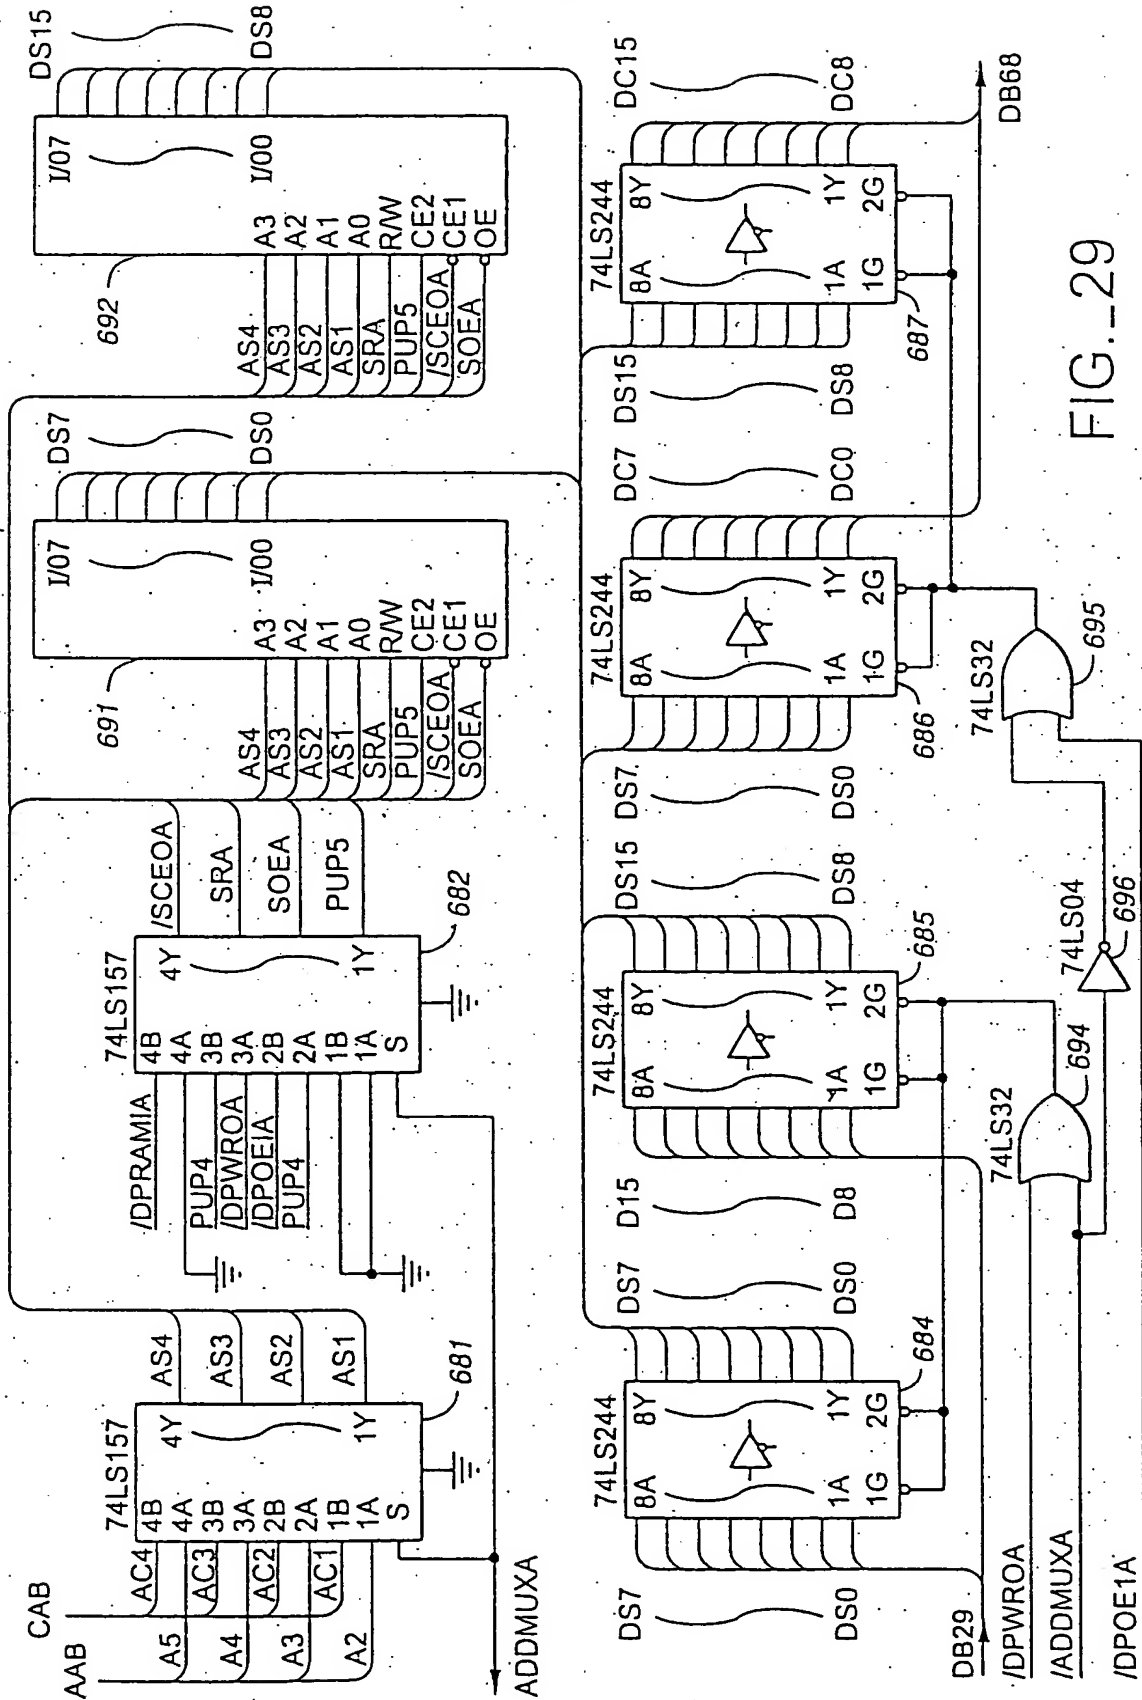 CAB
AAB
AC4
A5
AC3
A4
AC2
A3
AC1
A2
74LS157
4B
4A
3B
3A
2B
2A
1B
1A
S
4Y
1Y
681
AS4
AS3
AS2
AS1
ADDMUXA
/DPRAMIA
PUP4
/DPWROA
/DPOEIA
PUP4
74LS157
4B
4A
3B
3A
2B
2A
1B
1A
S
4Y
1Y
682
/SCEOA
SRA
SOEA
PUP5
AS4
AS3
AS2
AS1
SRA
PUP5
/SCEOA
SOEA
691
I/07
I/00
A3
A2
A1
A0
R/W
CE2
CE1
OE
DS7
DS0
AS4
AS3
AS2
AS1
SRA
PUP5
/SCEOA
SOEA
692
I/07
I/00
A3
A2
A1
A0
R/W
CE2
CE1
OE
DS15
DS8
DS7
DS0
74LS244
8A
8Y
1A
1Y
1G
2G
684
DS7
DS0
D15
D8
74LS244
8A
8Y
1A
1Y
1G
2G
685
DS15
DS8
DS7
DS0
74LS244
8A
8Y
1A
1Y
1G
2G
686
DC7
DC0
DS15
DS8
74LS244
8A
8Y
1A
1Y
1G
2G
687
DC15
DC8
DB29
/DPWROA
/ADDMUXA
/DPOE1A
74LS32
694
74LS04
696
74LS32
695
DB68
FIG._29